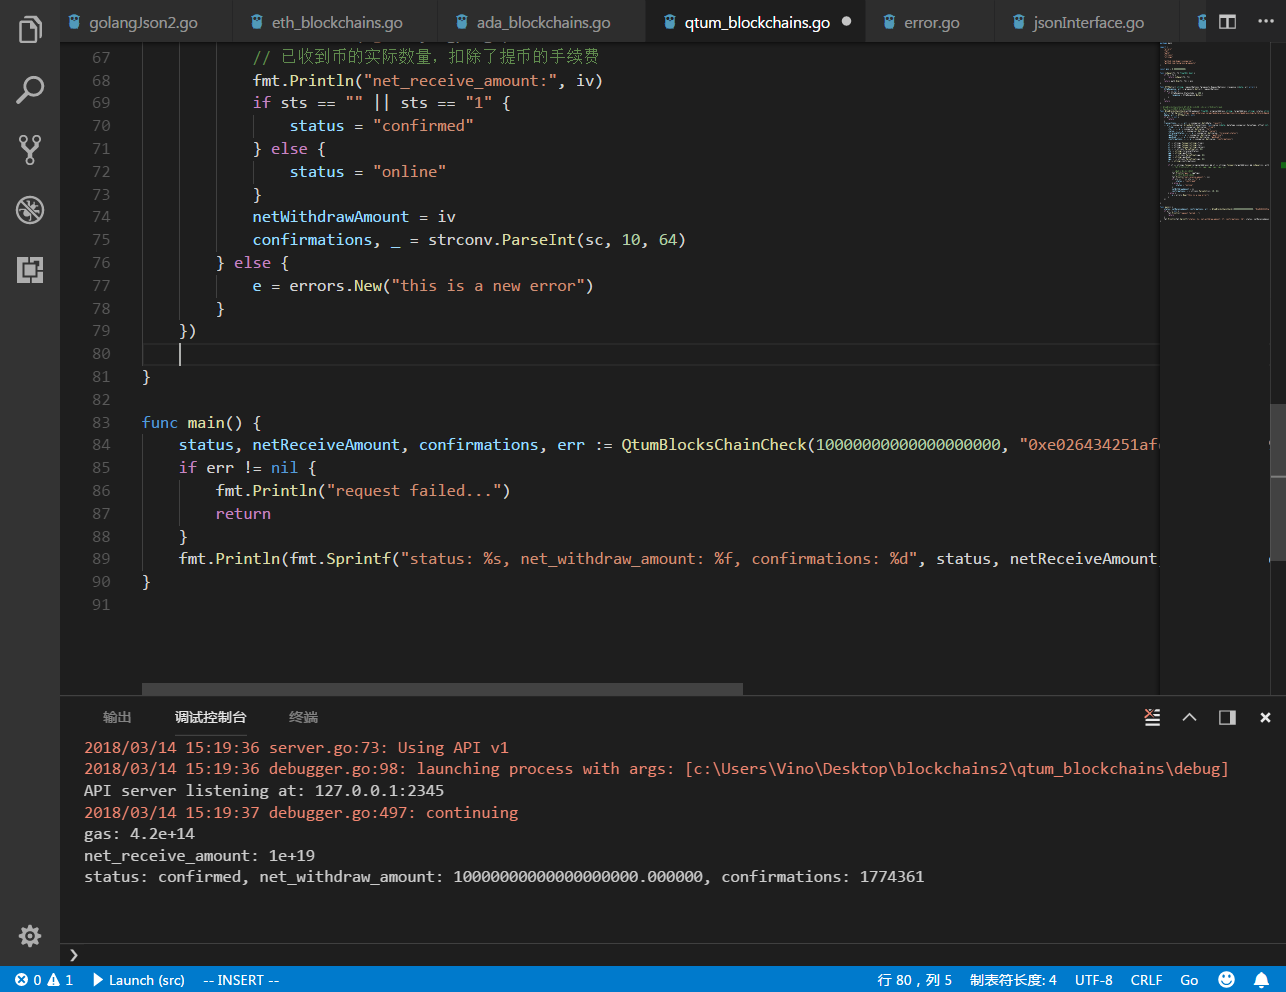 golangJson2.go eth_blockchains.go ada_blockchains.go qtum_blockchains.go error.go jsonInterface.go
67 // 已收到币的实际数量，扣除了提币的手续费
68 fmt.Println("net_receive_amount:", iv)
69 if sts == "" || sts == "1" {
70 status = "confirmed"
71 } else {
72 status = "online"
73 }
74 netWithdrawAmount = iv
75 confirmations, _ = strconv.ParseInt(sc, 10, 64)
76 } else {
77 e = errors.New("this is a new error")
78 }
79 })
80
81 }
82
83 func main() {
84 status, netReceiveAmount, confirmations, err := QtumBlocksChainCheck(10000000000000000000, "0xe026434251af
85 if err != nil {
86 fmt.Println("request failed...")
87 return
88 }
89 fmt.Println(fmt.Sprintf("status: %s, net_withdraw_amount: %f, confirmations: %d", status, netReceiveAmount
90 }
91
输出 调试控制台 终端
2018/03/14 15:19:36 server.go:73: Using API v1
2018/03/14 15:19:36 debugger.go:98: launching process with args: [c:\Users\Vino\Desktop\blockchains2\qtum_blockchains\debug]
API server listening at: 127.0.0.1:2345
2018/03/14 15:19:37 debugger.go:497: continuing
gas: 4.2e+14
net_receive_amount: 1e+19
status: confirmed, net_withdraw_amount: 10000000000000000000.000000, confirmations: 1774361
❯
0 1 Launch (src) -- INSERT -- 行 80，列 5 制表符长度: 4 UTF-8 CRLF Go